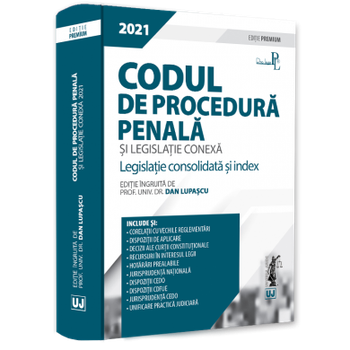 EDIȚIE
PREMIUM
CODUL DE PROCEDURĂ PENALĂ
ȘI LEGISLAȚIE CONEXĂ 2021
EDIȚIE ÎNGRIJITĂ DE
PROF. UNIV. DR. DAN LUPAȘCU
UJ
2021
EDIȚIE PREMIUM
PL
CODUL
DE PROCEDURĂ
PENALĂ
ȘI LEGISLAȚIE CONEXĂ
Legislație consolidată și index
EDIȚIE ÎNGRIJITĂ DE
PROF. UNIV. DR. DAN LUPAȘCU
INCLUDE ȘI:
• CORELAȚII CU VECHILE REGLEMENTĂRI
• DISPOZIȚII DE APLICARE
• DECIZII ALE CURȚII CONSTITUȚIONALE
• RECURSURI ÎN INTERESUL LEGII
• HOTĂRÂRI PREALABILE
• JURISPRUDENȚĂ NAȚIONALĂ
• DISPOZIȚII CEDO
• DISPOZIȚII CDFUE
• JURISPRUDENȚĂ CEDO
• UNIFICARE PRACTICĂ JUDICIARĂ
UJ